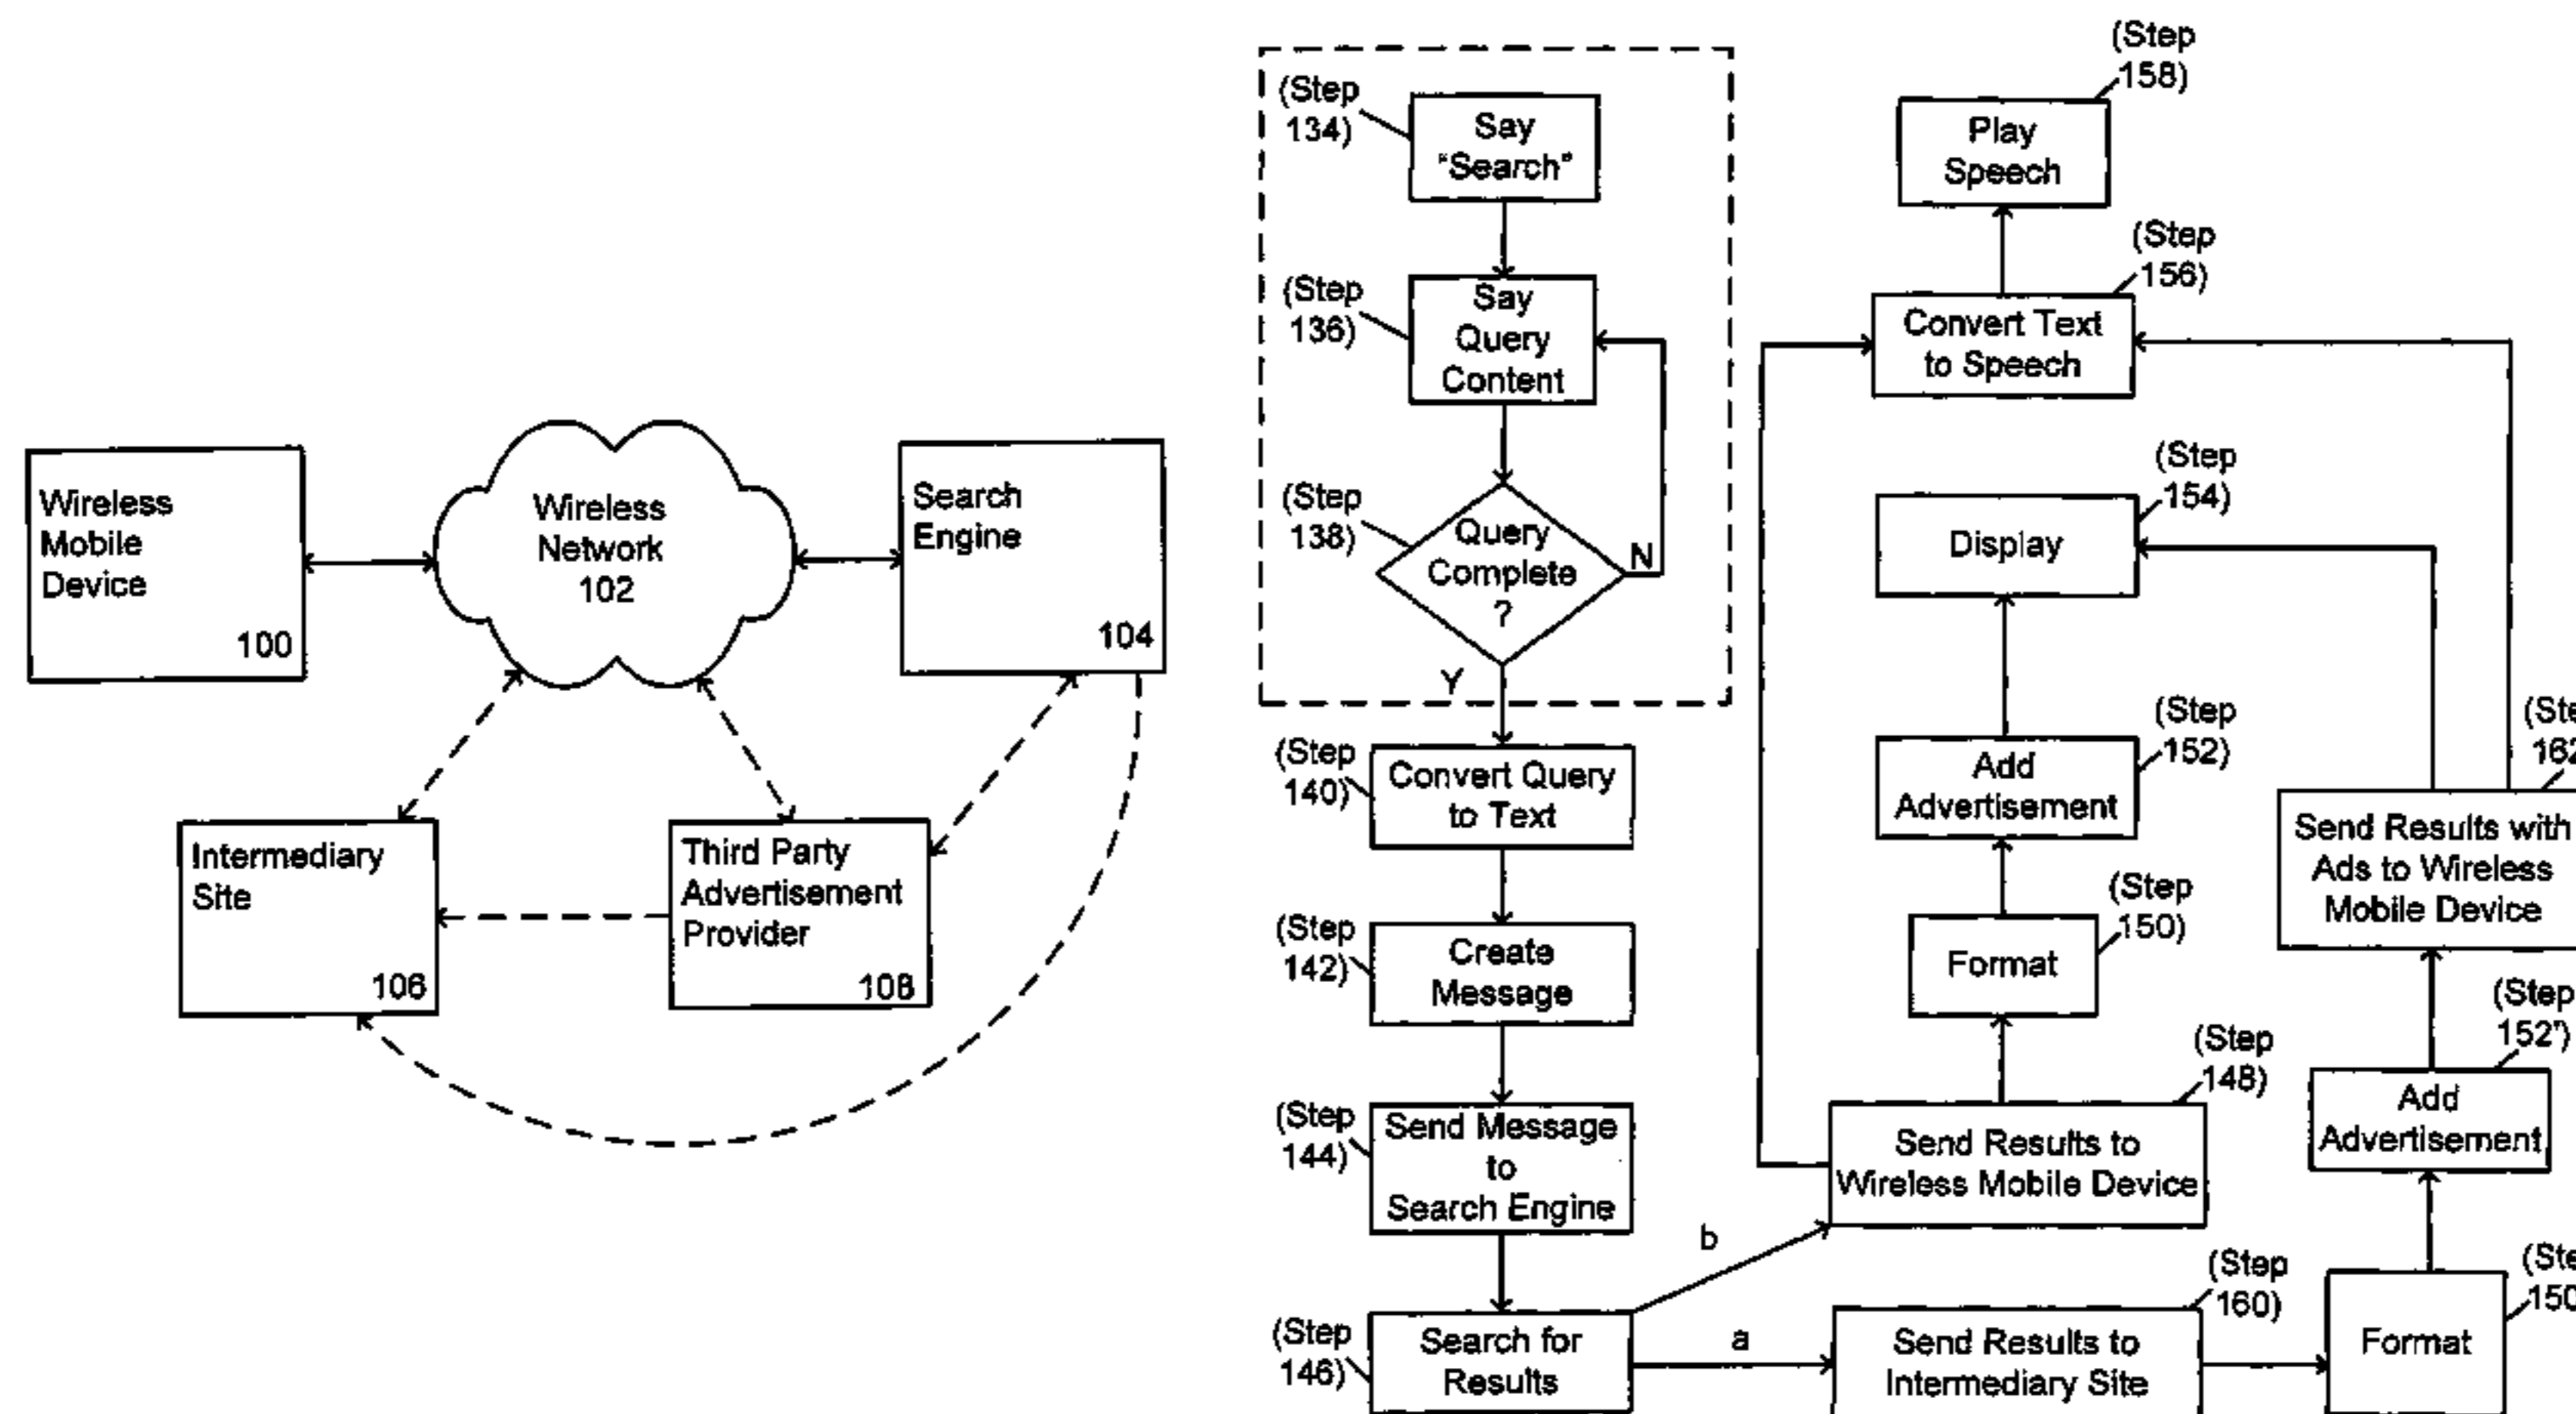 Wireless
Mobile
Device
100
Wireless
Network
102
Search
Engine
104
Intermediary
Site
106
Third Party
Advertisement
Provider
108
(Step
134)
Say
"Search"
(Step
136)
Say
Query
Content
(Step
138)
Query
Complete
?
N
Y
(Step
140)
Convert Query
to Text
(Step
142)
Create
Message
(Step
144)
Send Message
to
Search Engine
(Step
146)
Search for
Results
b
a
(Step
158)
Play
Speech
(Step
156)
Convert Text
to Speech
(Step
154)
Display
(Step
152)
Add
Advertisement
(Step
150)
Format
(Step
148)
Send Results to
Wireless Mobile Device
(Step
160)
Send Results to
Intermediary Site
(Ste
162
Send Results with
Ads to Wireless
Mobile Device
(Step
152')
Add
Advertisement
(Ste
150
Format